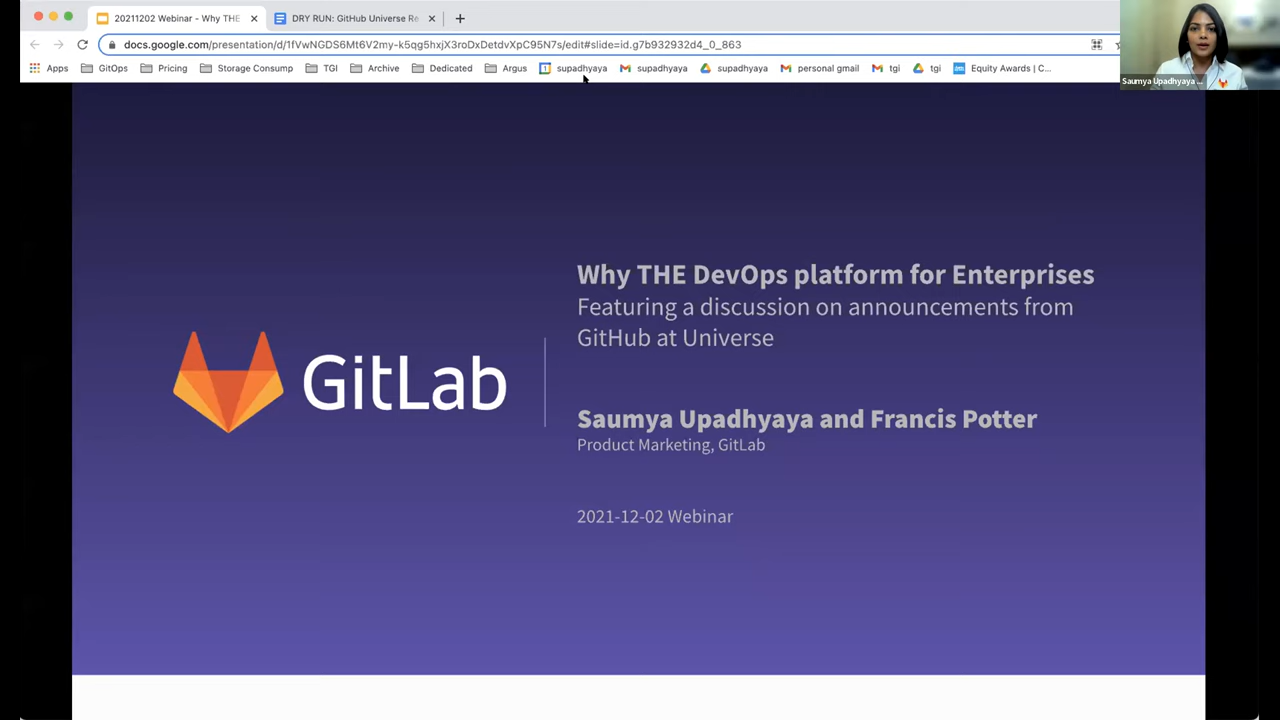 20211202 Webinar - Why THE
DRY RUN: GitHub Universe Re
docs.google.com/presentation/d/1fVwNGDS6Mt6V2my-k5qg5hxjX3roDxDetdvXpC95N7s/edit#slide=id.g7b932932d4_0_863
Apps GitOps Pricing Storage Consump TGI Archive Dedicated Argus supadhyaya supadhyaya supadhyaya personal gmail tgi tgi Equity Awards | C...
Saumya Upadhyaya ...
Why THE DevOps platform for Enterprises
Featuring a discussion on announcements from
GitHub at Universe
GitLab
Saumya Upadhyaya and Francis Potter
Product Marketing, GitLab
2021-12-02 Webinar